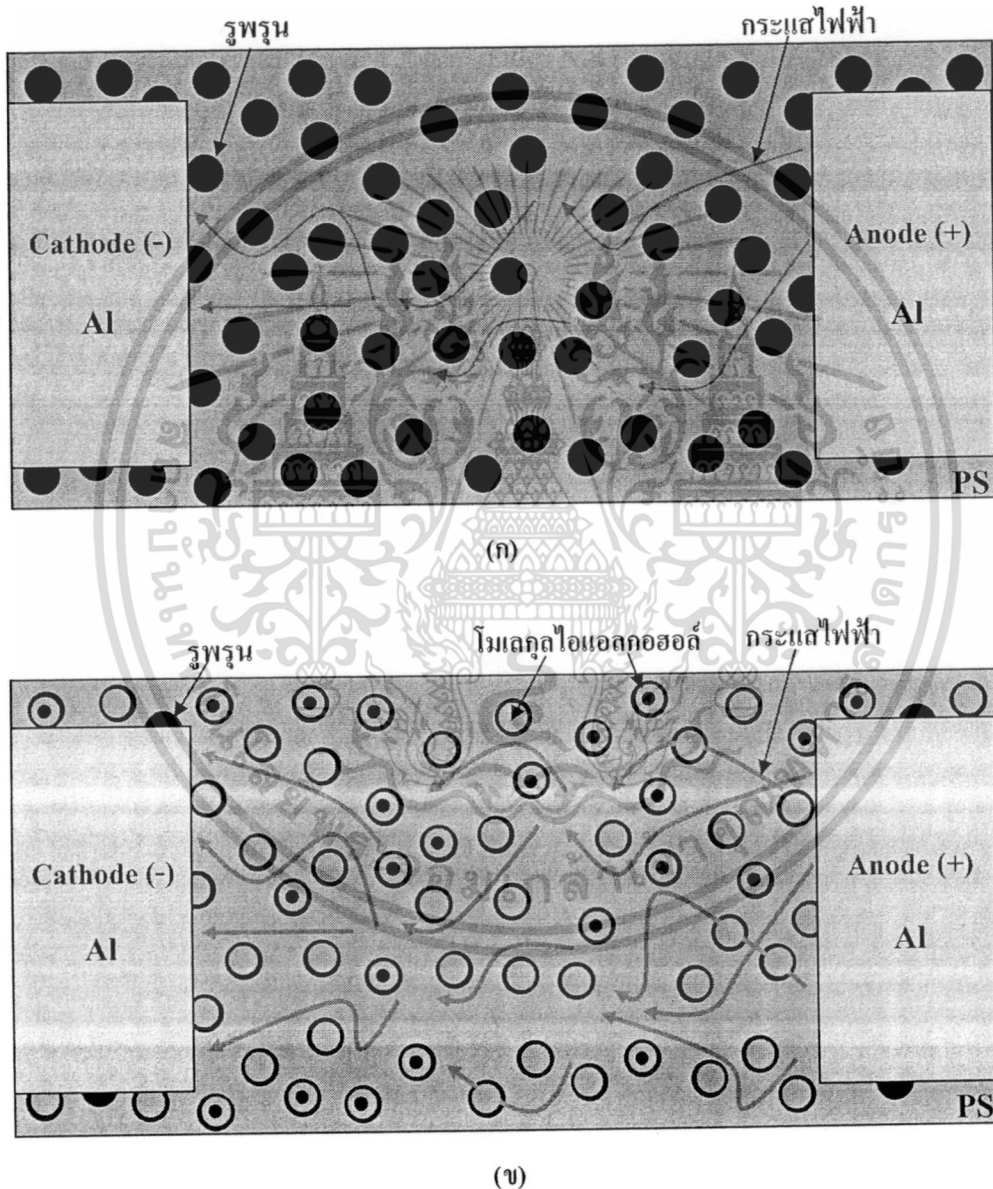 รูพรุน
กระแสไฟฟ้า
Cathode (-)
Al
Anode (+)
Al
PS
(ก)
โมเลกุลไอแอลกอฮอล์
กระแสไฟฟ้า
รูพรุน
Cathode (-)
Al
Anode (+)
Al
PS
(ข)